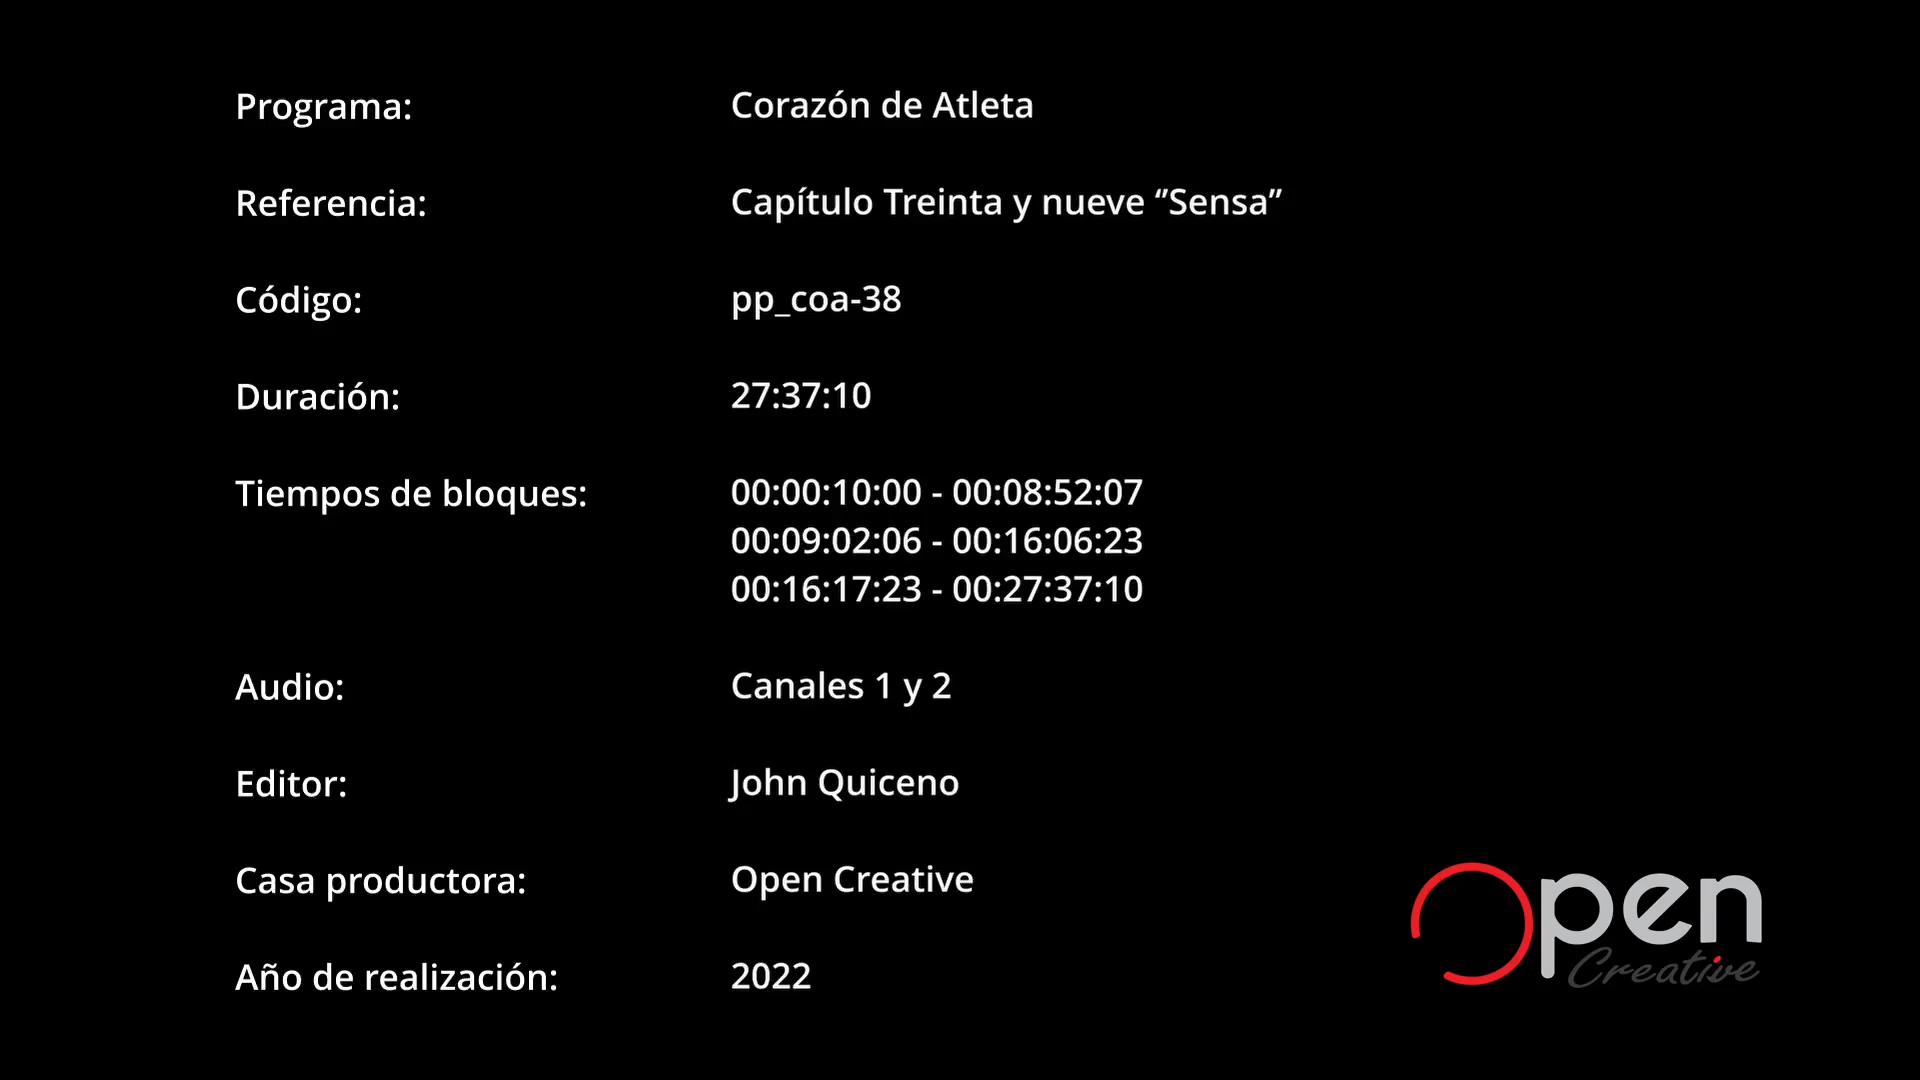 Programa: Corazón de Atleta
Referencia: Capítulo Treinta y nueve “Sensa”
Código: pp_coa-38
Duración: 27:37:10
Tiempos de bloques: 00:00:10:00 - 00:08:52:07
00:09:02:06 - 00:16:06:23
00:16:17:23 - 00:27:37:10
Audio: Canales 1 y 2
Editor: John Quiceno
Casa productora: Open Creative
Año de realización: 2022
Open
Creative